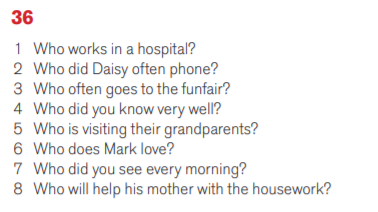 36
1 Who works in a hospital?
2 Who did Daisy often phone?
3 Who often goes to the funfair?
4 Who did you know very well?
5 Who is visiting their grandparents?
6 Who does Mark love?
7 Who did you see every morning?
8 Who will help his mother with the housework?